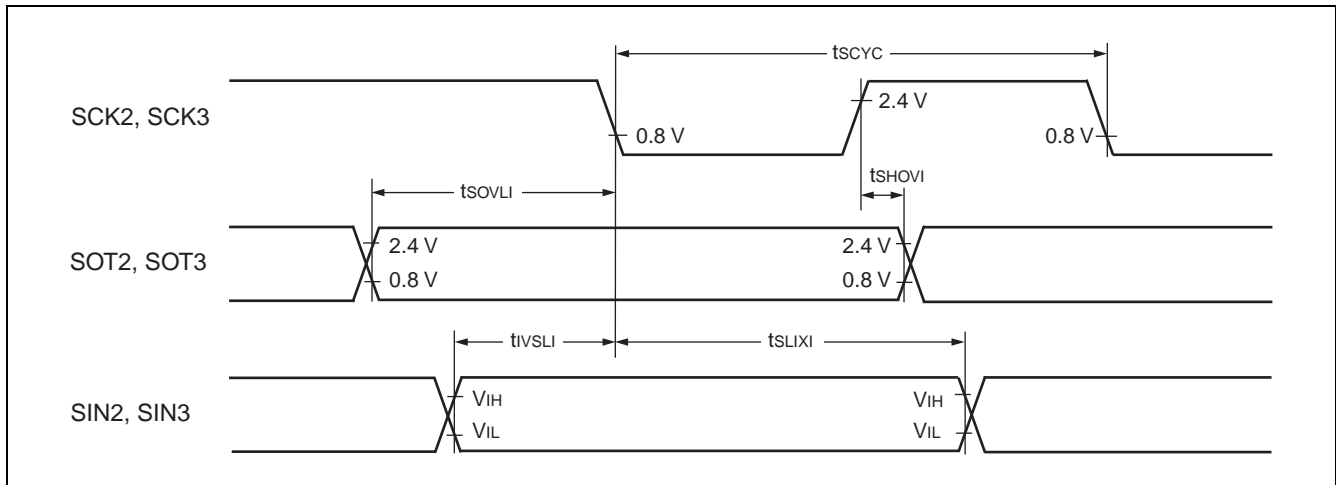 tSCYC
SCK2, SCK3
2.4 V
0.8 V
0.8 V
tSHOVI
tSOVLI
SOT2, SOT3
2.4 V
2.4 V
0.8 V
0.8 V
tIVSLI
tSLIXI
SIN2, SIN3
VIH
VIH
VIL
VIL